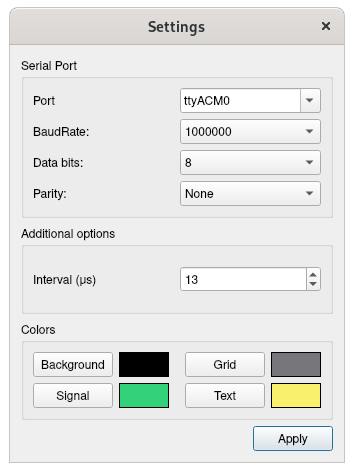 Settings ×
Serial Port
Port ttyACM0
BaudRate: 1000000
Data bits: 8
Parity: None
Additional options
Interval (µs) 13
Colors
Background Grid
Signal Text
Apply